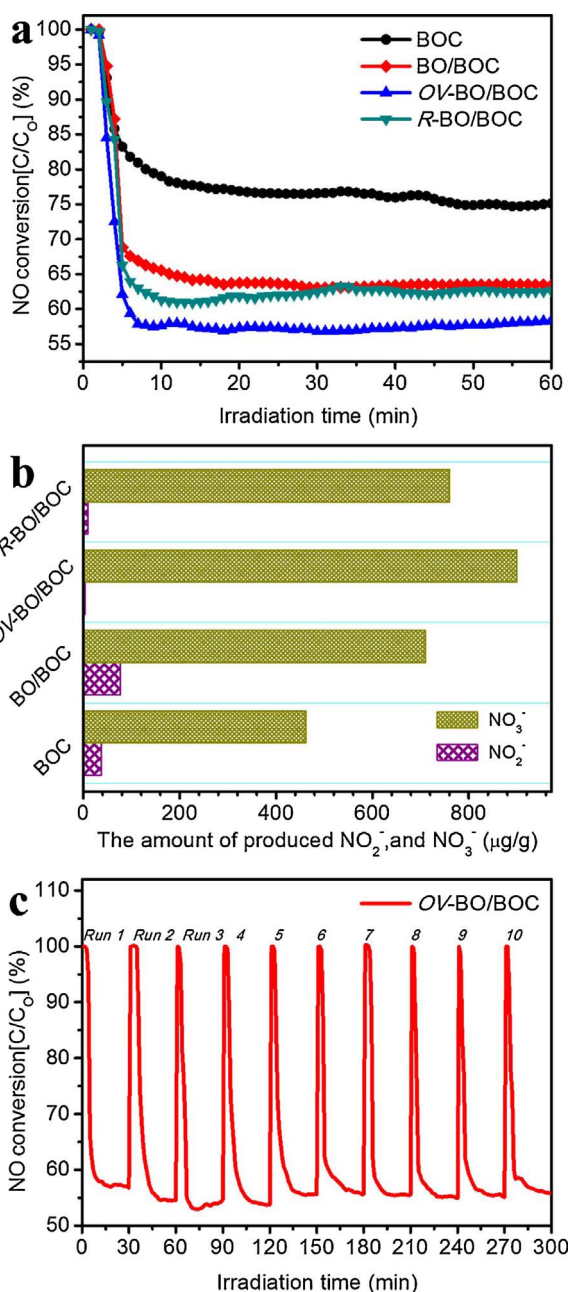 a
BOC
BO/BOC
OV-BO/BOC
R-BO/BOC
100
95
90
85
80
75
70
65
60
55
NO conversion[C/C₀] (%)
0 10 20 30 40 50 60
Irradiation time (min)
b
R-BO/BOC
OV-BO/BOC
BO/BOC
BOC
NO₃⁻
NO₂⁻
0 200 400 600 800
The amount of produced NO₂⁻,and NO₃⁻ (μg/g)
c
OV-BO/BOC
Run 1 Run 2 Run 3 4 5 6 7 8 9 10
110
100
90
80
70
60
50
NO conversion[C/C₀] (%)
0 30 60 90 120 150 180 210 240 270 300
Irradiation time (min)